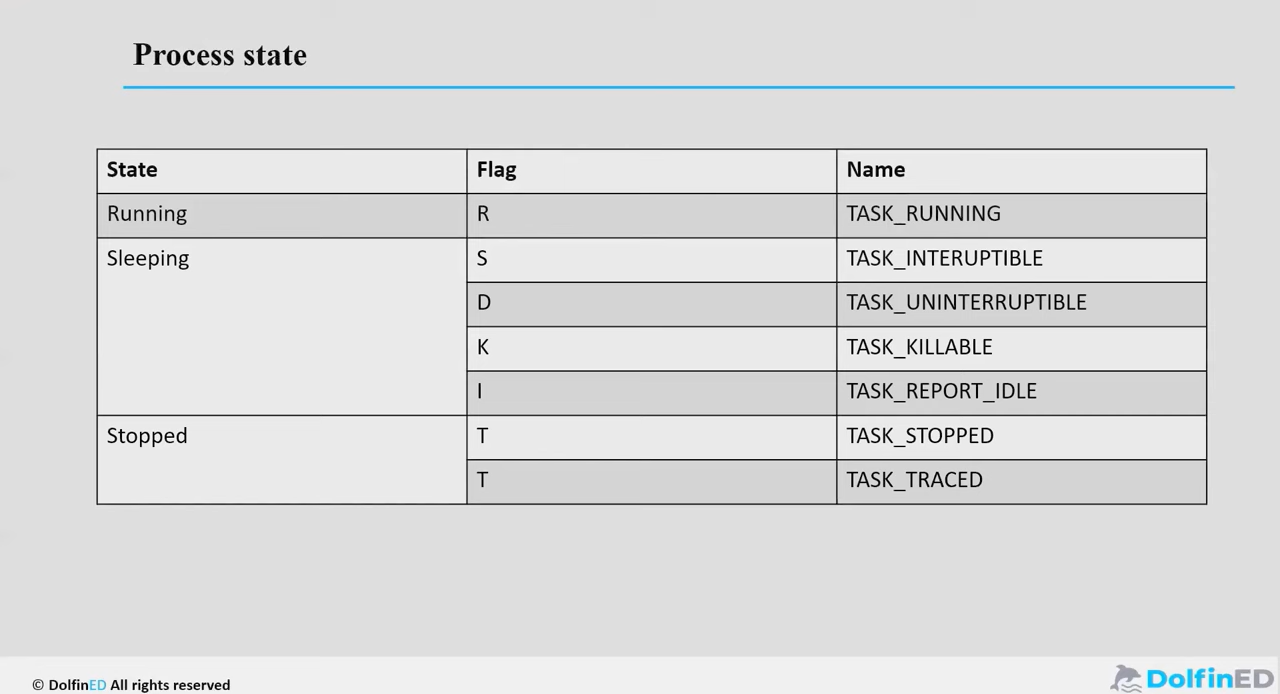 Process state
State Flag Name
Running R TASK_RUNNING
Sleeping S TASK_INTERUPTIBLE
D TASK_UNINTERRUPTIBLE
K TASK_KILLABLE
I TASK_REPORT_IDLE
Stopped T TASK_STOPPED
T TASK_TRACED
© DolfinED All rights reserved
DolfinED